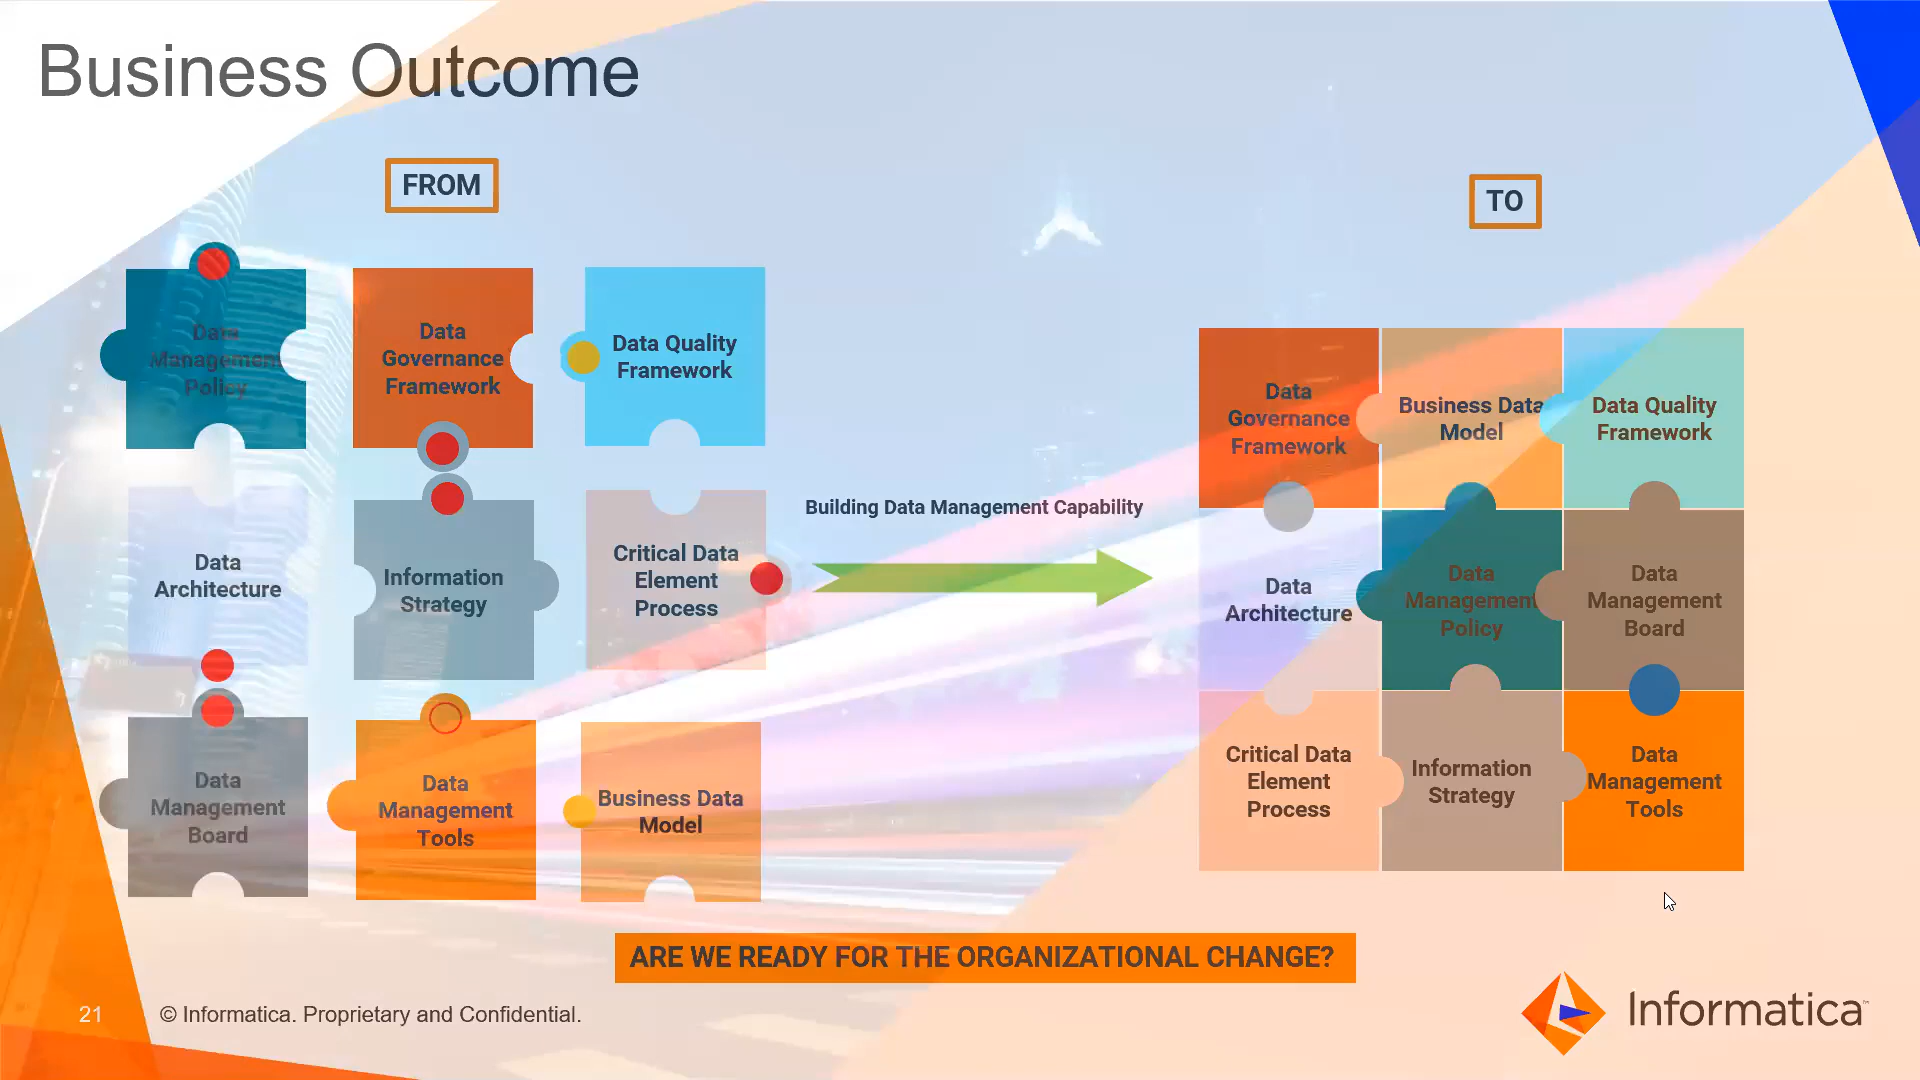 Business Outcome
FROM
TO
Data
Management
Policy
Data
Governance
Framework
Data Quality
Framework
Data
Architecture
Information
Strategy
Critical Data
Element
Process
Data
Management
Board
Data
Management
Tools
Business Data
Model
Building Data Management Capability
Data
Governance
Framework
Business Data
Model
Data Quality
Framework
Data
Architecture
Data
Management
Policy
Data
Management
Board
Critical Data
Element
Process
Information
Strategy
Data
Management
Tools
ARE WE READY FOR THE ORGANIZATIONAL CHANGE?
21
© Informatica. Proprietary and Confidential.
Informatica™